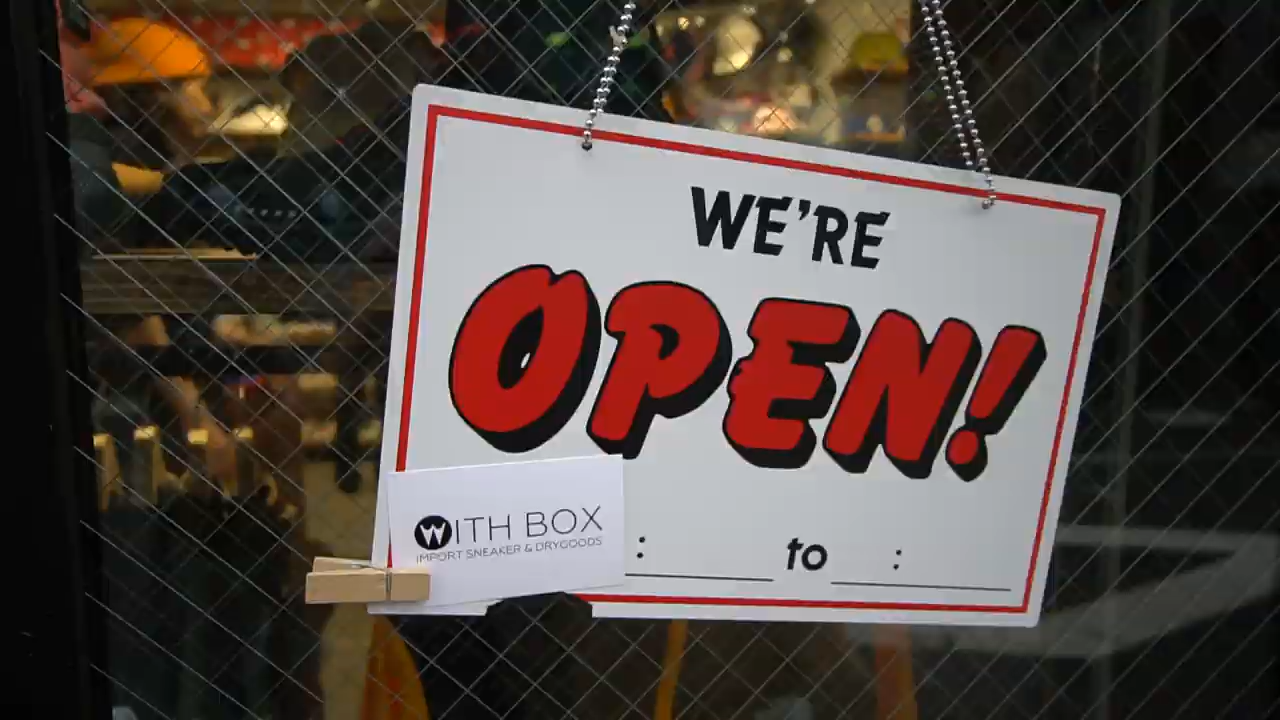 WE'RE
OPEN!
: to :
WITH BOX
IMPORT SNEAKER & DRYGOODS